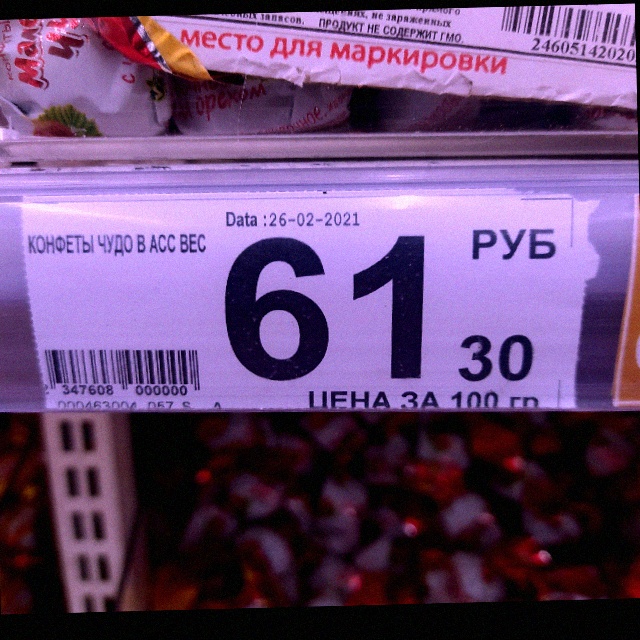 запасов.
ПРОДУКТ НЕ СОДЕРЖИТ ГМО.
24605142020
место для маркировки
Data :26-02-2021
КОНФЕТЫ ЧУДО В АСС ВЕС
61 30
РУБ
347608 000000
ЦЕНА ЗА 100 гр